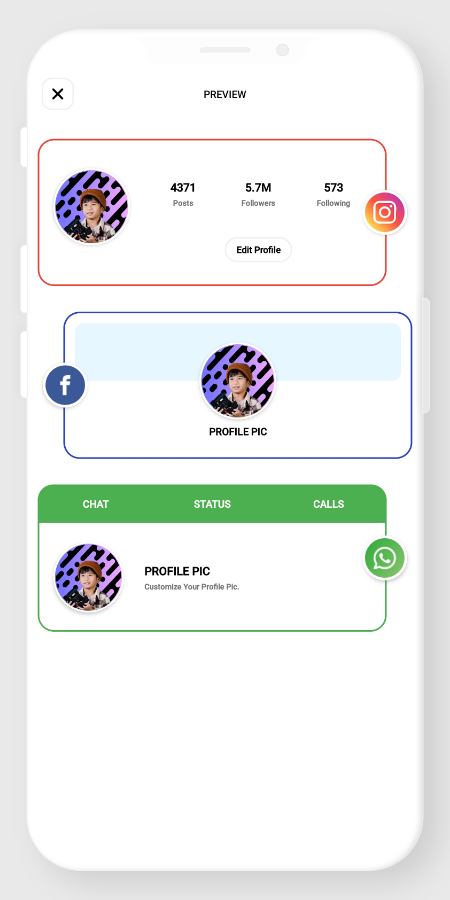 PREVIEW
4371 5.7M 573
Posts Followers Following
Edit Profile
f
PROFILE PIC
CHAT STATUS CALLS
PROFILE PIC
Customize Your Profile Pic.